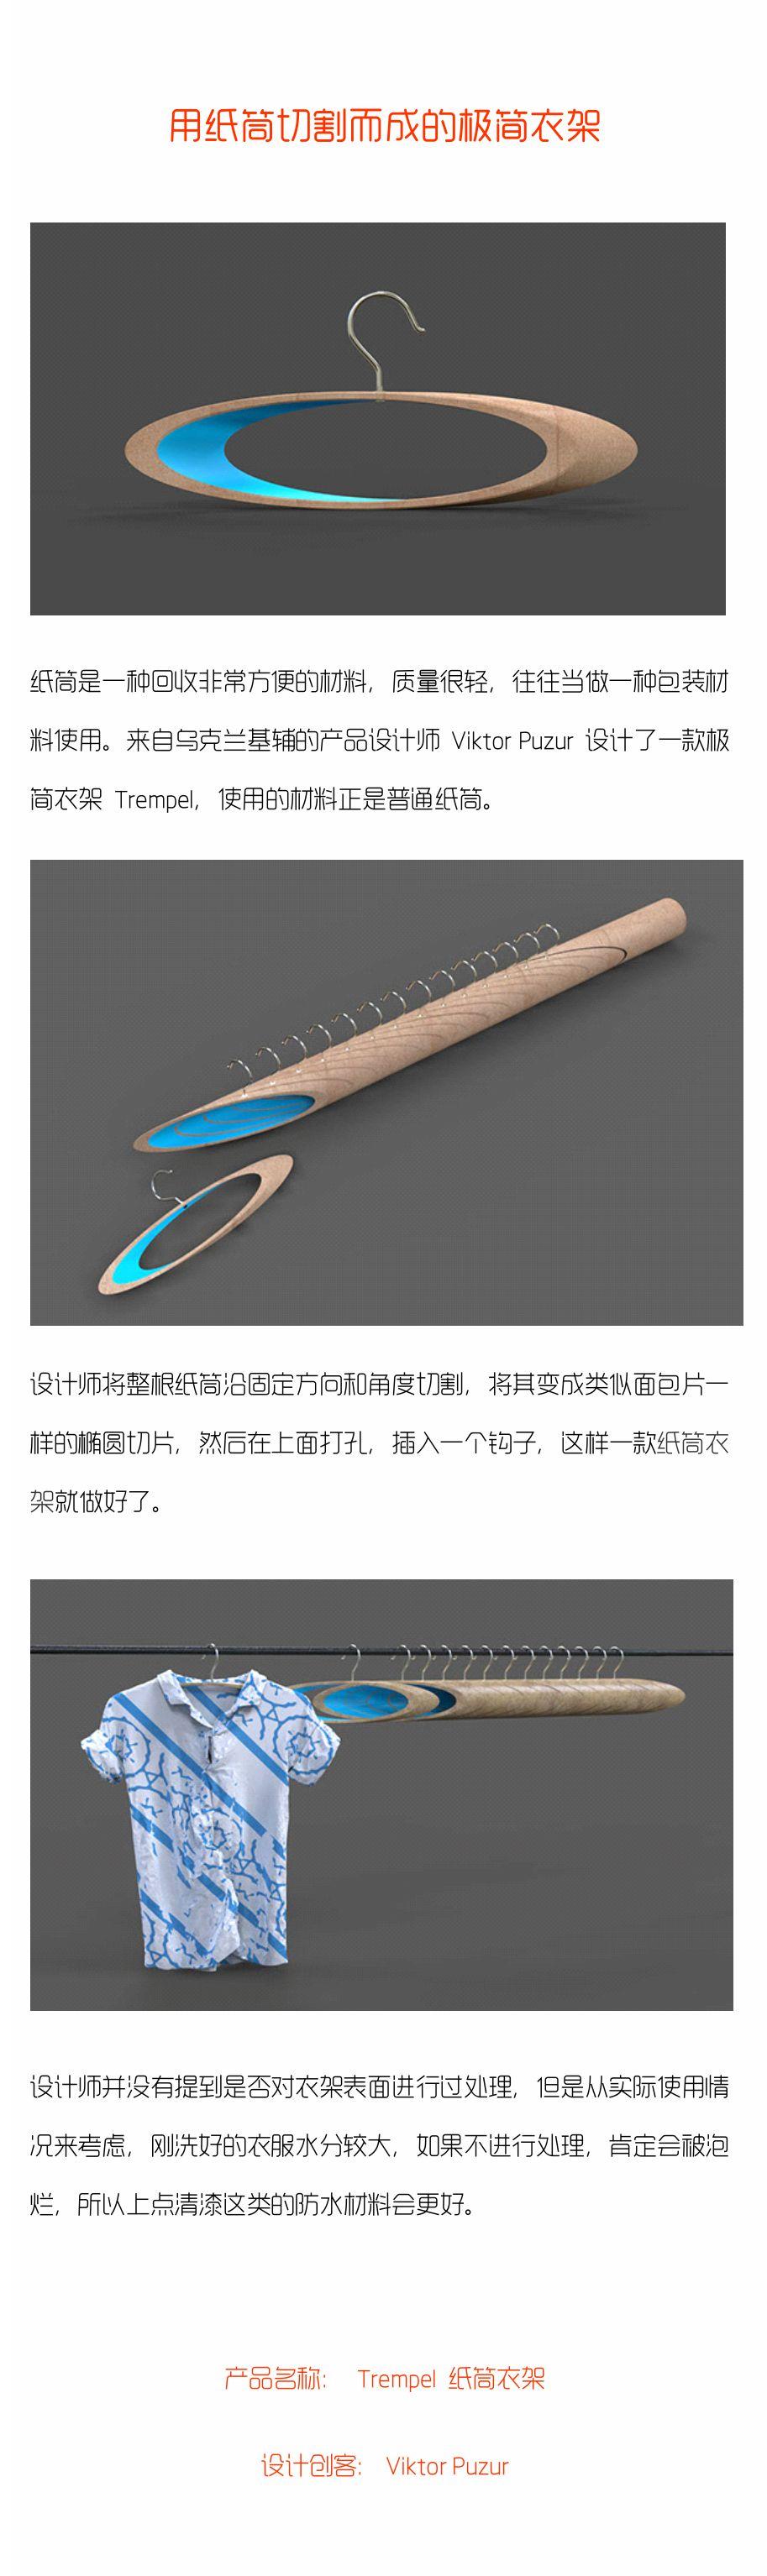 用纸筒切割而成的极简衣架
纸筒是一种回收非常方便的材料，质量很轻，往往当做一种包装材
料使用。来自乌克兰基辅的产品设计师 Viktor Puzur 设计了一款极
简衣架 Trempel，使用的材料正是普通纸筒。
设计师将整根纸筒沿固定方向和角度切割，将其变成类似面包片一
样的椭圆切片，然后在上面打孔，插入一个钩子，这样一款纸筒衣
架就做好了。
设计师并没有提到是否对衣架表面进行过处理，但是从实际使用情
况来考虑，刚洗好的衣服水分较大，如果不进行处理，肯定会被泡
烂，所以上点清漆这类的防水材料会更好。
产品名称： Trempel 纸筒衣架
设计创客： Viktor Puzur